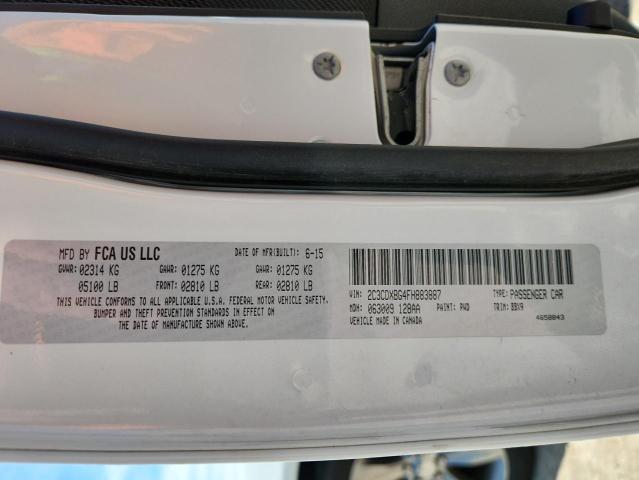 MFD BY FCA US LLC DATE OF MFR(BUILT): 6-15
GVWR: 02314 KG GAWR: 01275 KG GAWR: 01275 KG
05100 LB FRONT: 02810 LB REAR: 02810 LB
THIS VEHICLE CONFORMS TO ALL APPLICABLE U.S.A. FEDERAL MOTOR VEHICLE SAFETY,
BUMPER AND THEFT PREVENTION STANDARDS IN EFFECT ON
THE DATE OF MANUFACTURE SHOWN ABOVE.
VIN: 2C3CDXBG4FH883887 TYPE: PASSENGER CAR
MDH: 063009 128AA PAINT: PWD TRIM: BBX9
VEHICLE MADE IN CANADA 4658843